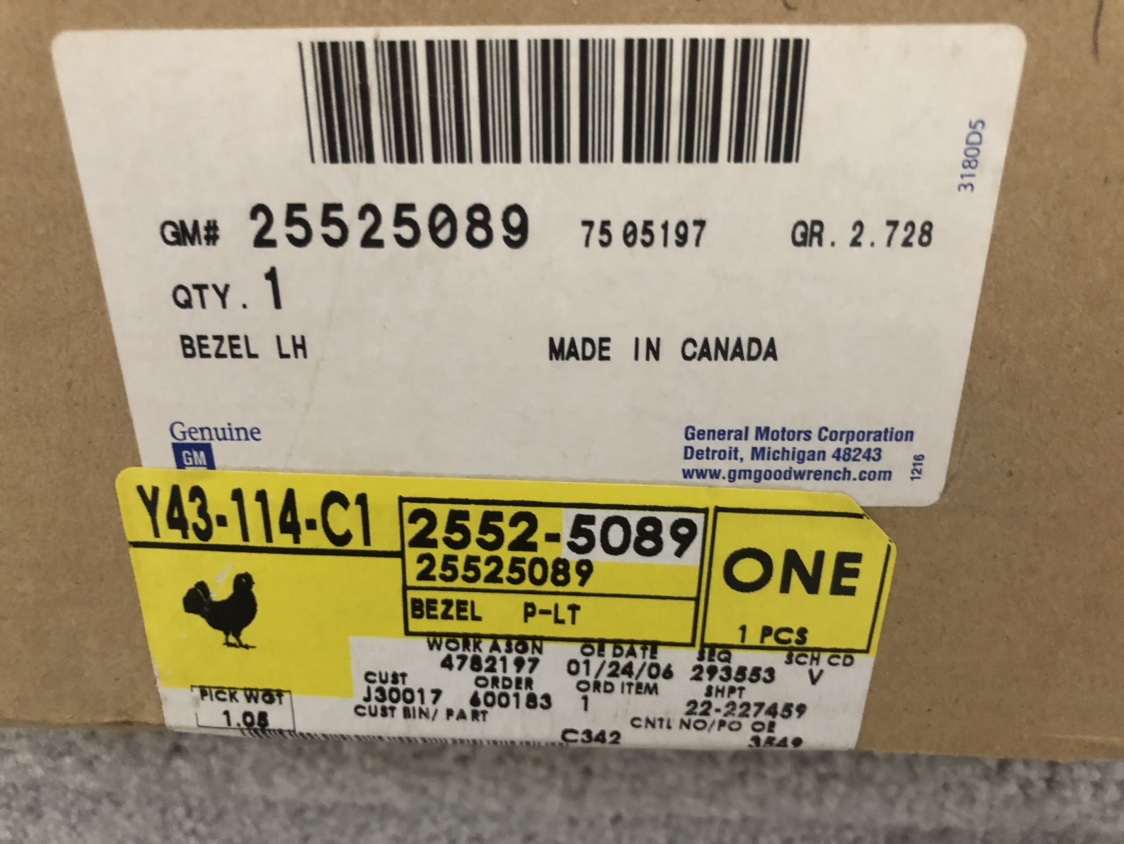 3180D5
GM# 25525089 75 05197 GR. 2.728
QTY. 1
BEZEL LH MADE IN CANADA
Genuine
GM
General Motors Corporation
Detroit, Michigan 48243
www.gmgoodwrench.com
1216
Y43-114-C1
2552-5089
25525089
BEZEL P-LT
ONE
1 PCS
WORK ASGN OE DATE SEQ SCH CD
4782197 01/24/06 293553 V
CUST ORDER ORD ITEM SHPT
J30017 600183 1 22-227459
CUST BIN/ PART CNTL NO/PO OE
PICK WGT
1.05
C342 3549